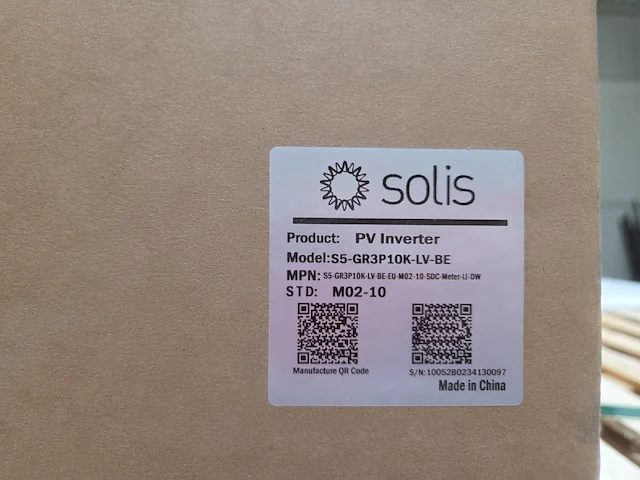 solis
Product: PV Inverter
Model:S5-GR3P10K-LV-BE
MPN: S5-GR3P10K-LV-BE-EU-M02-10-SDC-Meter-LI-DW
STD: M02-10
Manufacture QR Code
S/N:1005280234130097
Made in China